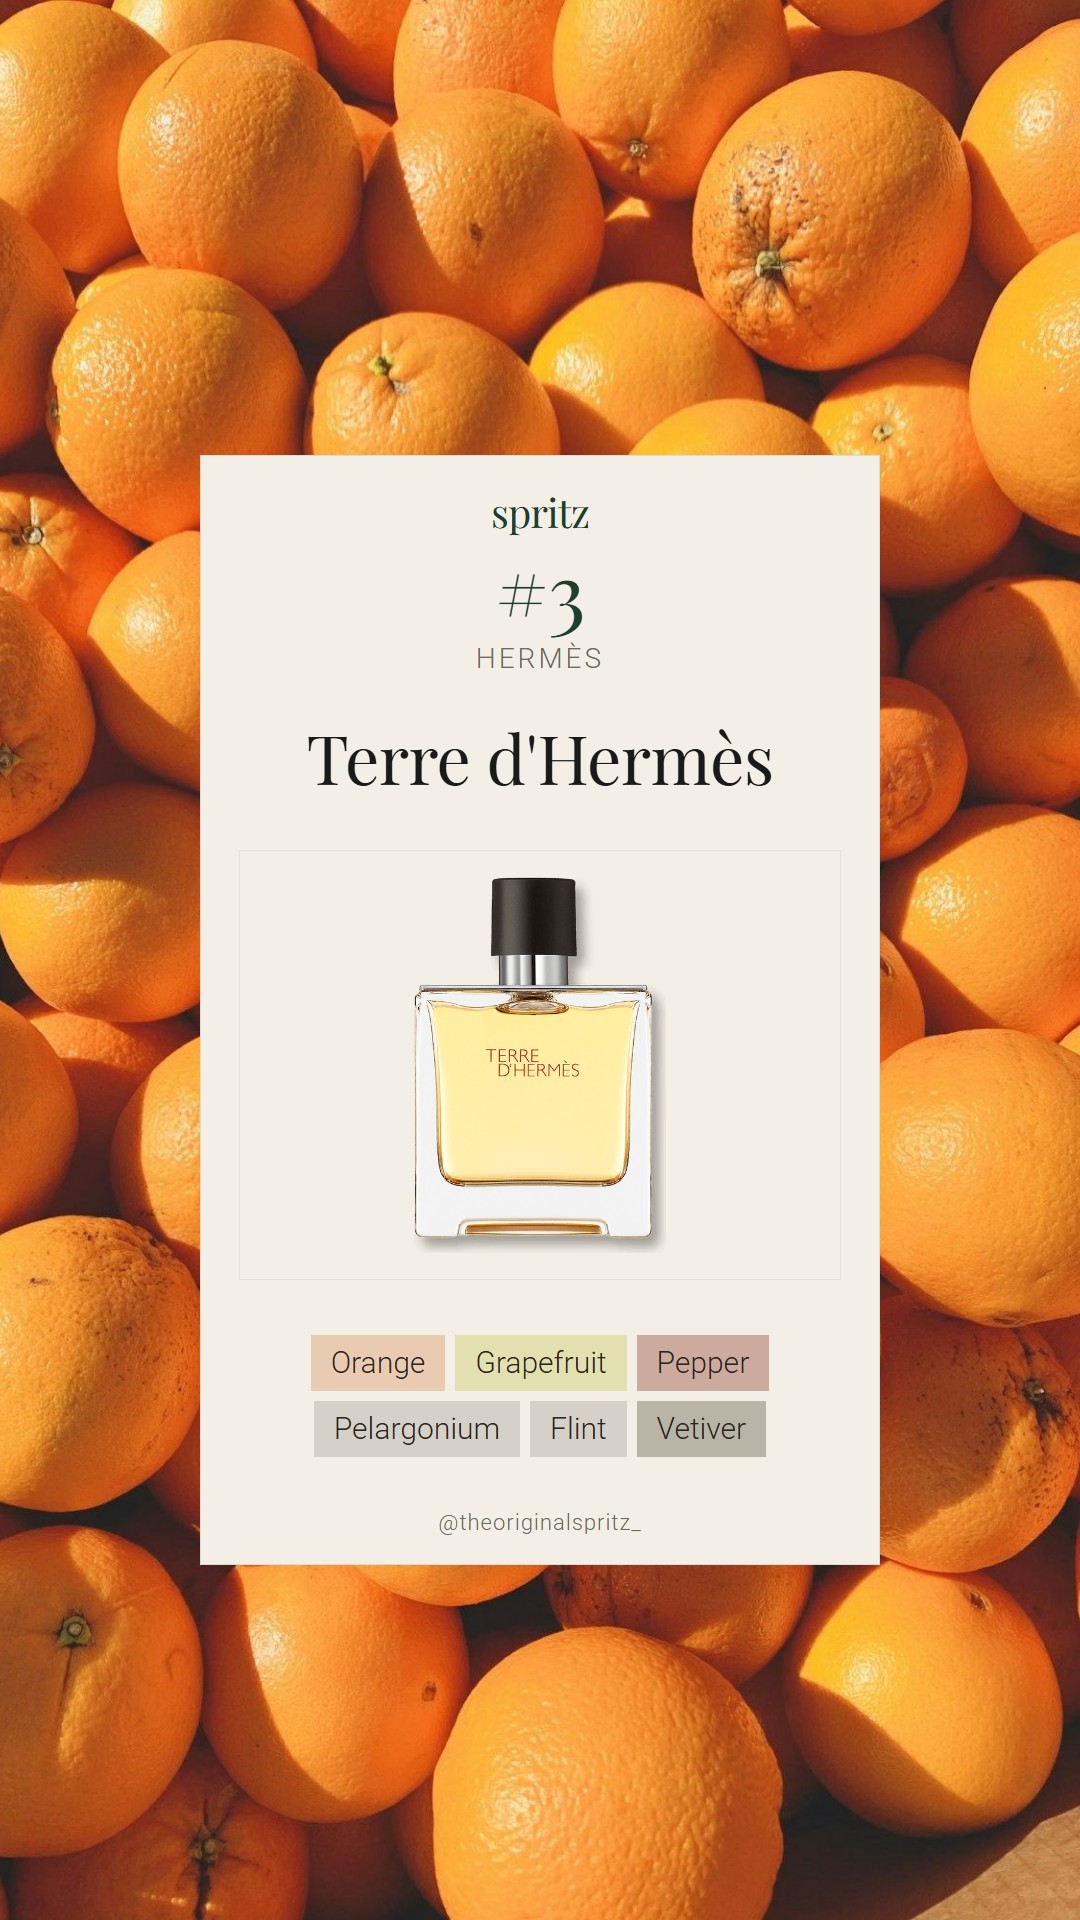 spritz
#3
HERMÈS
Terre d'Hermès
TERRE
D'HERMÈS
Orange Grapefruit Pepper
Pelargonium Flint Vetiver
@theoriginalspritz_